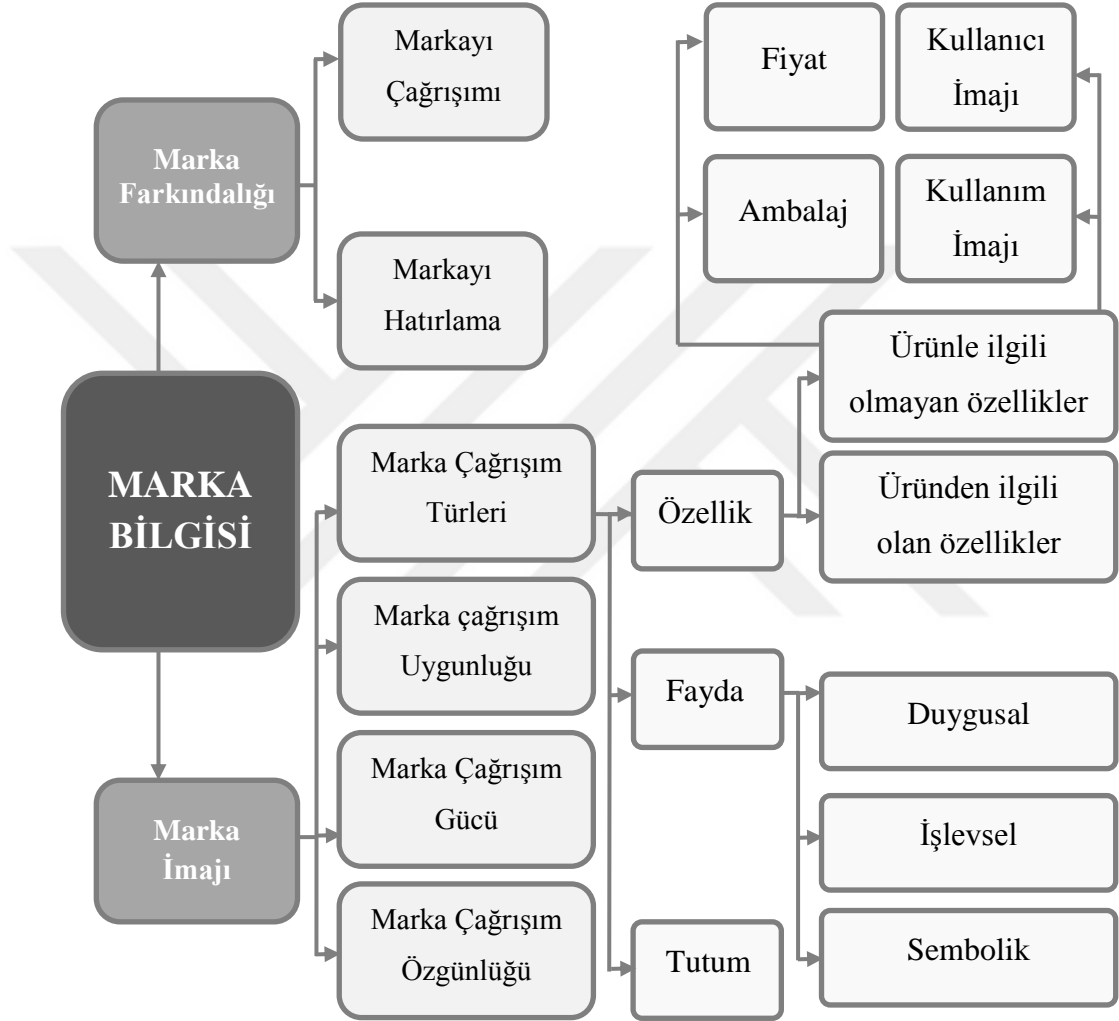 Markayı
Çağrışımı
Fiyat
Kullanıcı
İmajı
Marka
Farkındalığı
Ambalaj
Kullanım
İmajı
Markayı
Hatırlama
Ürünle ilgili
olmayan özellikler
MARKA
BİLGİSİ
Marka Çağrışım
Türleri
Özellik
Üründen ilgili
olan özellikler
Marka çağrışım
Uygunluğu
Fayda
Duygusal
Marka Çağrışım
Gücü
İşlevsel
Marka
İmajı
Marka Çağrışım
Özgünlüğü
Tutum
Sembolik